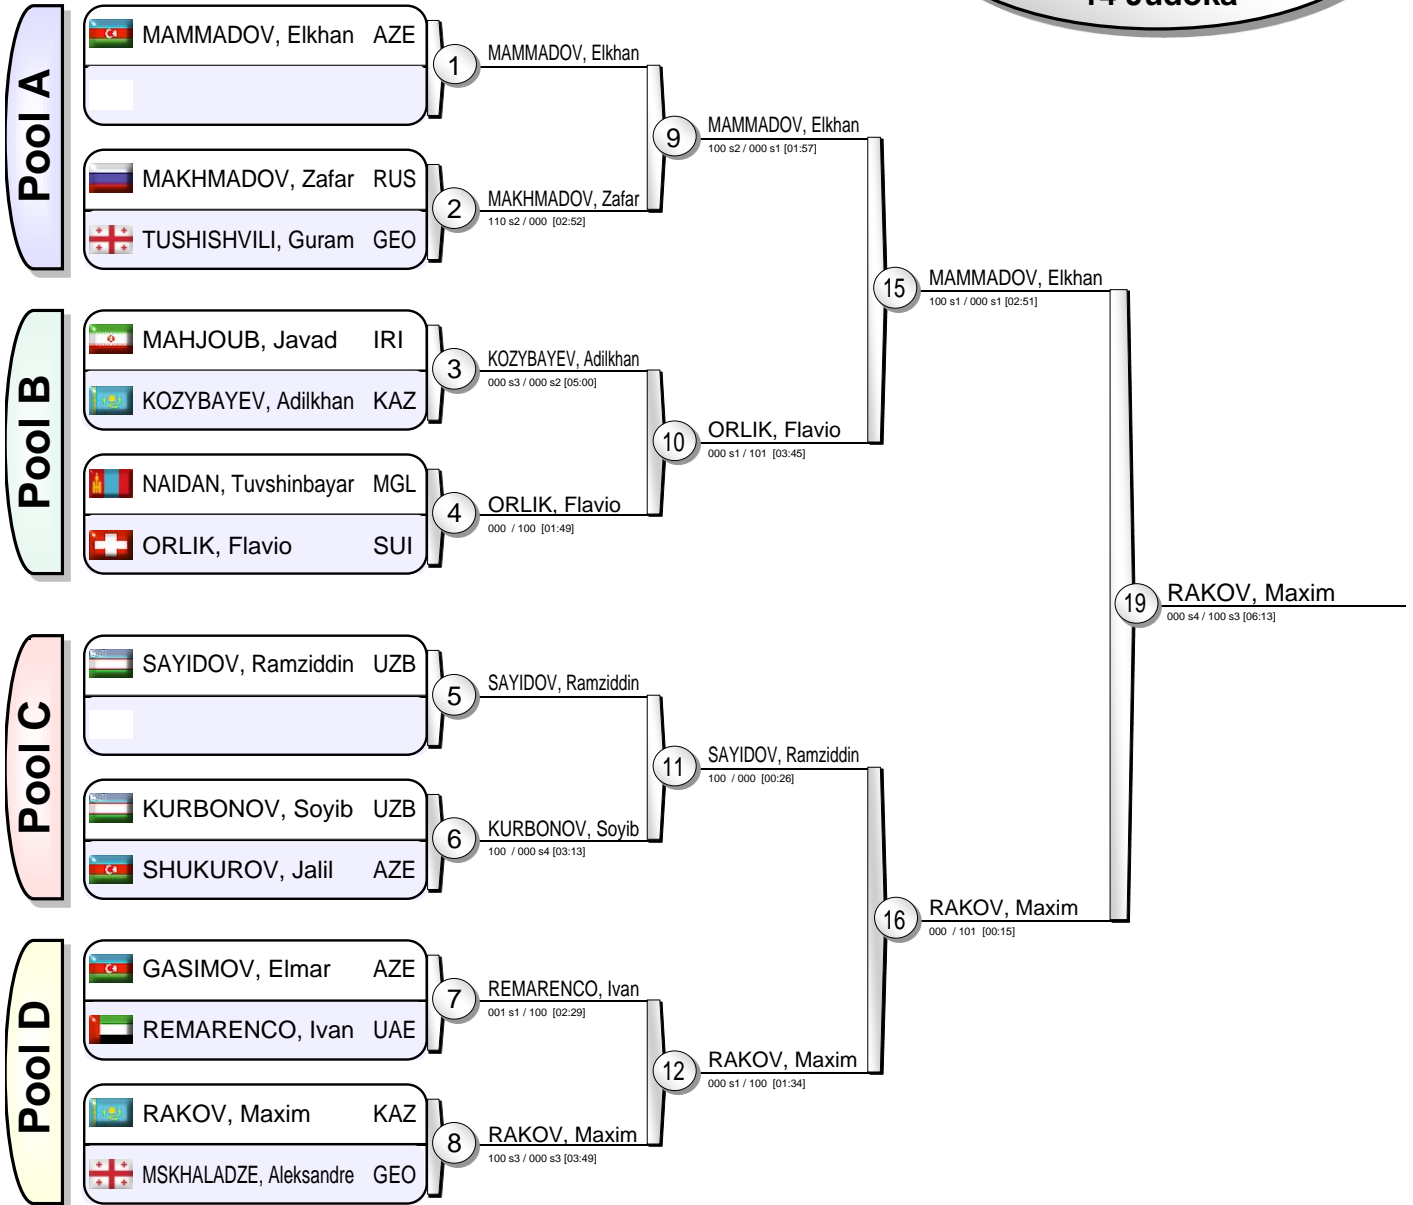 14 Judoka
Pool A
MAMMADOV, Elkhan AZE
1
MAMMADOV, Elkhan
MAKHMADOV, Zafar RUS
TUSHISHVILI, Guram GEO
2
MAKHMADOV, Zafar
110 s2 / 000 [02:52]
9
MAMMADOV, Elkhan
100 s2 / 000 s1 [01:57]
Pool B
MAHJOUB, Javad IRI
KOZYBAYEV, Adilkhan KAZ
3
KOZYBAYEV, Adilkhan
000 s3 / 000 s2 [05:00]
NAIDAN, Tuvshinbayar MGL
ORLIK, Flavio SUI
4
ORLIK, Flavio
000 / 100 [01:49]
10
ORLIK, Flavio
000 s1 / 101 [03:45]
15
MAMMADOV, Elkhan
100 s1 / 000 s1 [02:51]
Pool C
SAYIDOV, Ramziddin UZB
5
SAYIDOV, Ramziddin
KURBONOV, Soyib UZB
SHUKUROV, Jalil AZE
6
KURBONOV, Soyib
100 / 000 s4 [03:13]
11
SAYIDOV, Ramziddin
100 / 000 [00:26]
Pool D
GASIMOV, Elmar AZE
REMARENCO, Ivan UAE
7
REMARENCO, Ivan
001 s1 / 100 [02:29]
RAKOV, Maxim KAZ
MSKHALADZE, Aleksandre GEO
8
RAKOV, Maxim
100 s3 / 000 s3 [03:49]
12
RAKOV, Maxim
000 s1 / 100 [01:34]
16
RAKOV, Maxim
000 / 101 [00:15]
19
RAKOV, Maxim
000 s4 / 100 s3 [06:13]